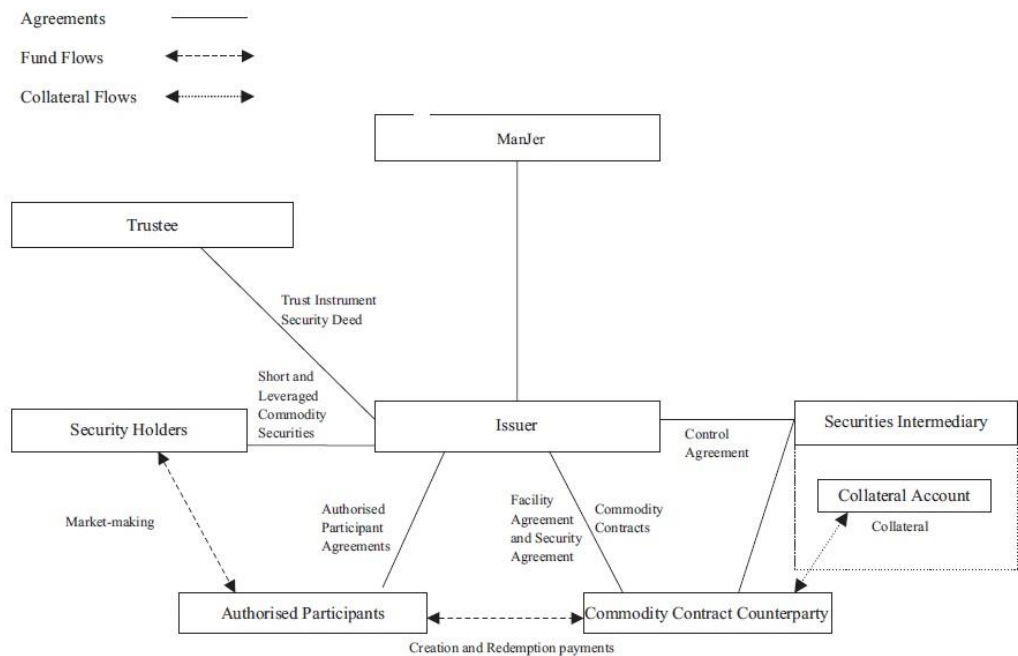 Agreements
Fund Flows
Collateral Flows
ManJer
Trustee
Trust Instrument
Security Deed
Short and
Leveraged
Commodity
Securities
Security Holders
Issuer
Securities Intermediary
Control
Agreement
Collateral Account
Collateral
Market-making
Authorised
Participant
Agreements
Facility
Agreement
and Security
Agreement
Commodity
Contracts
Authorised Participants
Commodity Contract Counterparty
Creation and Redemption payments